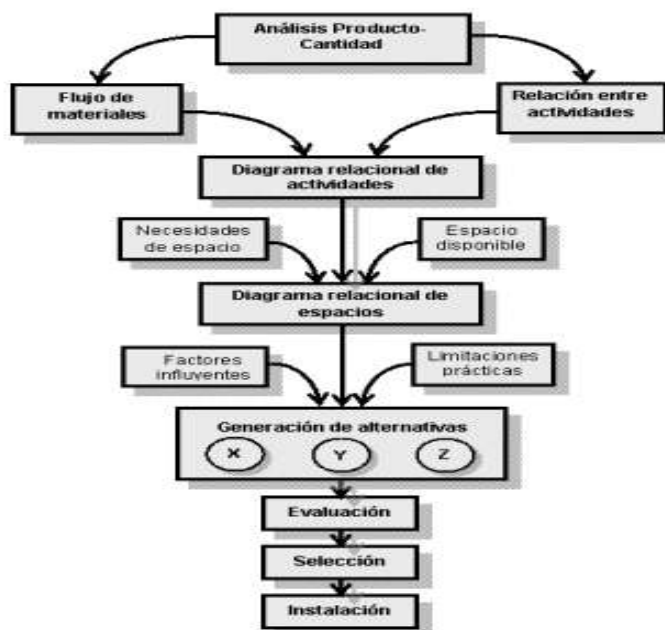 Análisis Producto-
Cantidad
Flujo de
materiales
Relación entre
actividades
Diagrama relacional de
actividades
Necesidades
de espacio
Espacio
disponible
Diagrama relacional de
espacios
Factores
influyentes
Limitaciones
prácticas
Generación de alternativas
X Y Z
Evaluación
Selección
Instalación